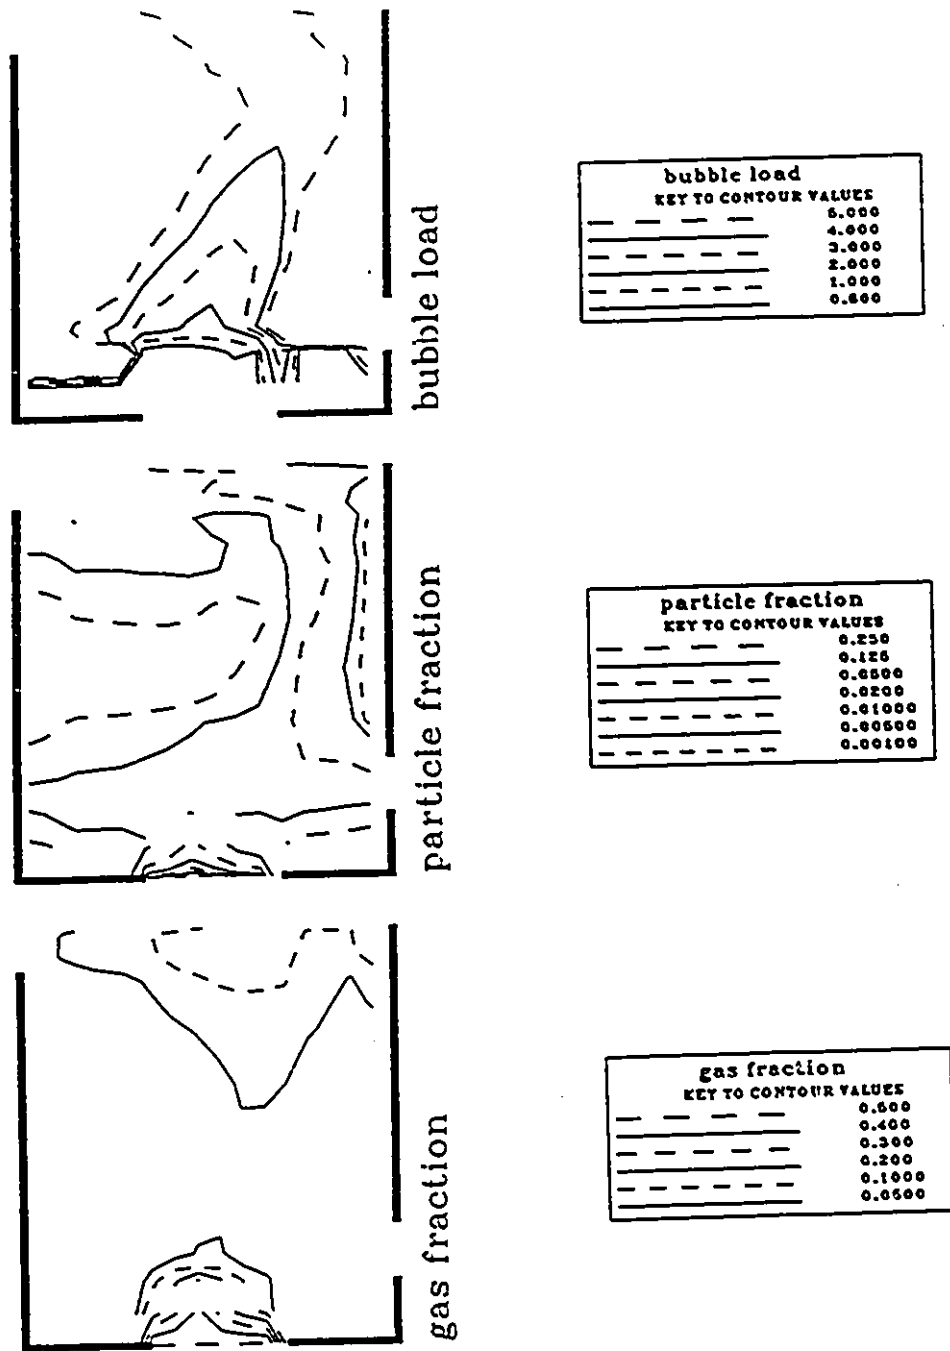 bubble load
bubble load
KEY TO CONTOUR VALUES
5.000
4.000
3.000
2.000
1.000
0.500
particle fraction
particle fraction
KEY TO CONTOUR VALUES
0.250
0.125
0.0500
0.0200
0.01000
0.00500
0.00100
gas fraction
gas fraction
KEY TO CONTOUR VALUES
0.500
0.400
0.300
0.200
0.1000
0.0500